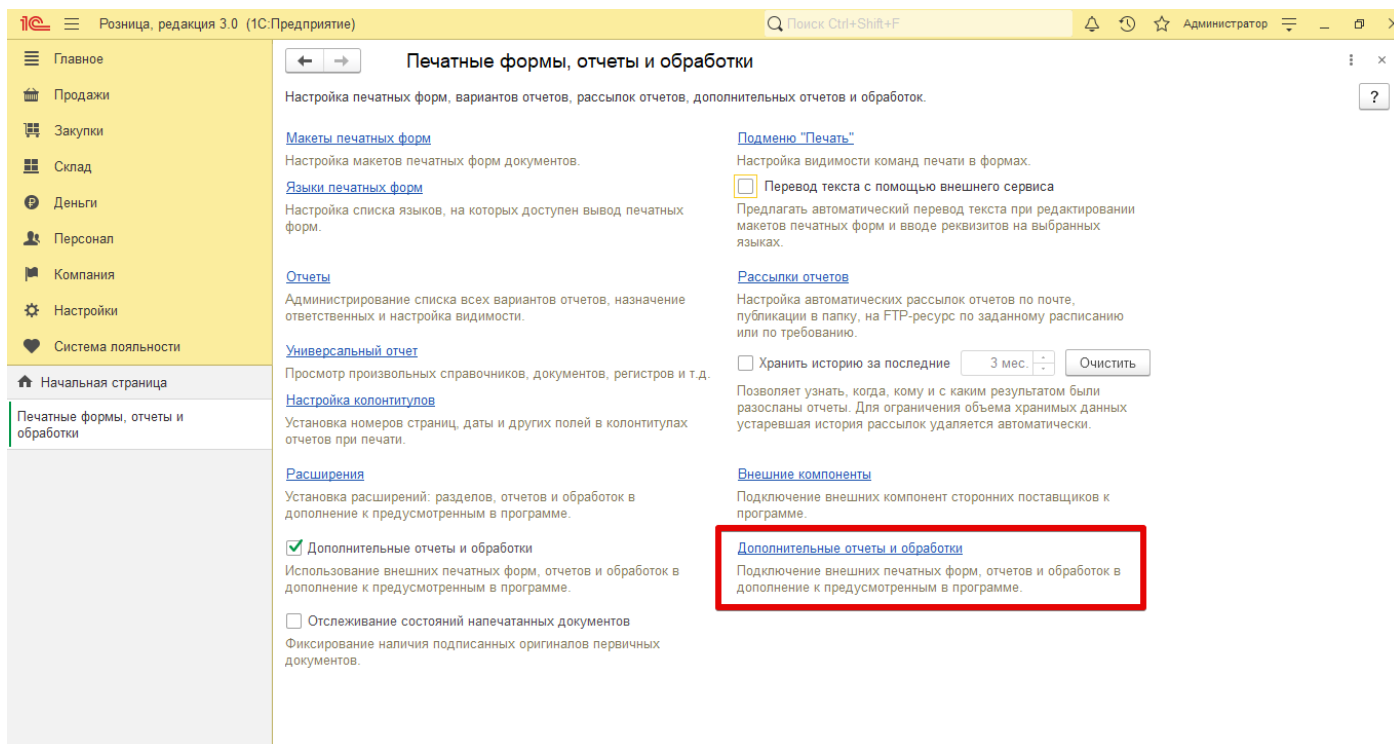 1С Розница, редакция 3.0 (1С:Предприятие)
Поиск Ctrl+Shift+F
Администратор
Главное
Продажи
Закупки
Склад
Деньги
Персонал
Компания
Настройки
Система лояльности
Начальная страница
Печатные формы, отчеты и
обработки
Печатные формы, отчеты и обработки
Настройка печатных форм, вариантов отчетов, рассылок отчетов, дополнительных отчетов и обработок.
?
Макеты печатных форм
Настройка макетов печатных форм документов.
Языки печатных форм
Настройка списка языков, на которых доступен вывод печатных
форм.
Отчеты
Администрирование списка всех вариантов отчетов, назначение
ответственных и настройка видимости.
Универсальный отчет
Просмотр произвольных справочников, документов, регистров и т.д.
Настройка колонтитулов
Установка номеров страниц, даты и других полей в колонтитулах
отчетов при печати.
Расширения
Установка расширений: разделов, отчетов и обработок в
дополнение к предусмотренным в программе.
Дополнительные отчеты и обработки
Использование внешних печатных форм, отчетов и обработок в
дополнение к предусмотренным в программе.
Отслеживание состояний напечатанных документов
Фиксирование наличия подписанных оригиналов первичных
документов.
Подменю "Печать"
Настройка видимости команд печати в формах.
Перевод текста с помощью внешнего сервиса
Предлагать автоматический перевод текста при редактировании
макетов печатных форм и вводе реквизитов на выбранных
языках.
Рассылки отчетов
Настройка автоматических рассылок отчетов по почте,
публикации в папку, на FTP-ресурс по заданному расписанию
или по требованию.
Хранить историю за последние 3 мес. Очистить
Позволяет узнать, когда, кому и с каким результатом были
разосланы отчеты. Для ограничения объема хранимых данных
устаревшая история рассылок удаляется автоматически.
Внешние компоненты
Подключение внешних компонент сторонних поставщиков к
программе.
Дополнительные отчеты и обработки
Подключение внешних печатных форм, отчетов и обработок в
дополнение к предусмотренным в программе.